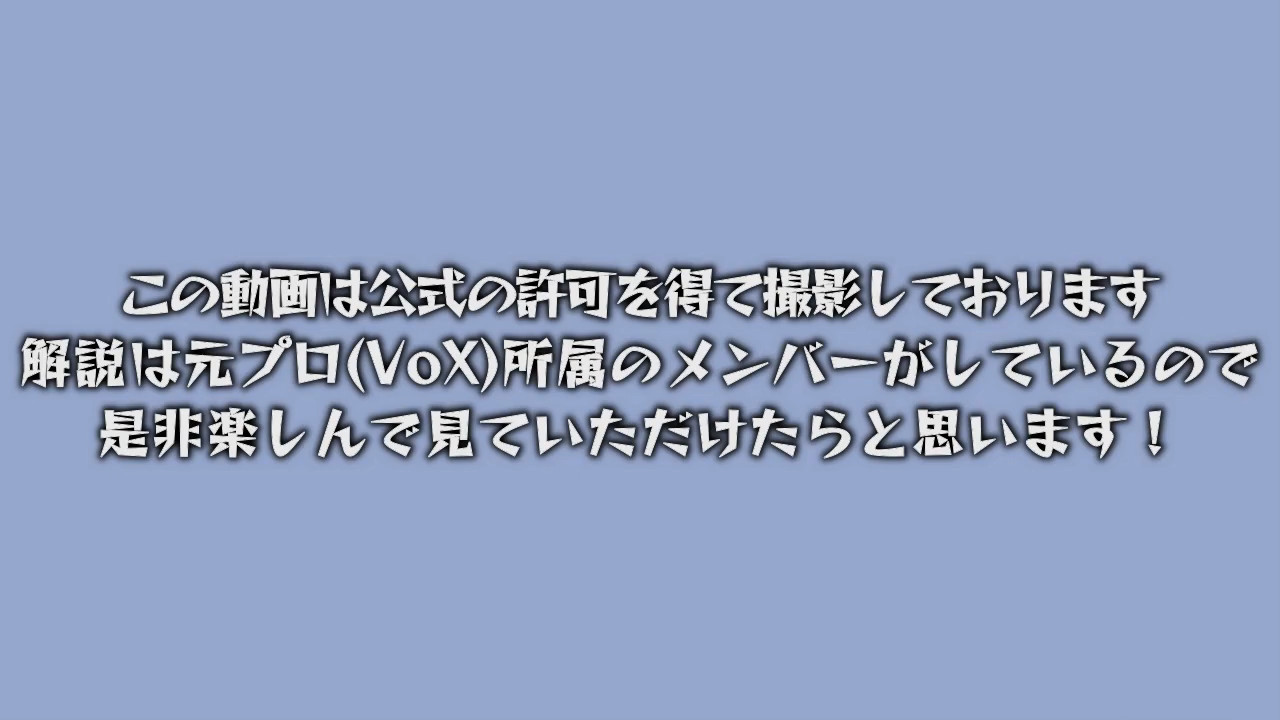 この動画は公式の許可を得て撮影しております
解説は元プロ(VoX)所属のメンバーがしているので
是非楽しんで見ていただけたらと思います！